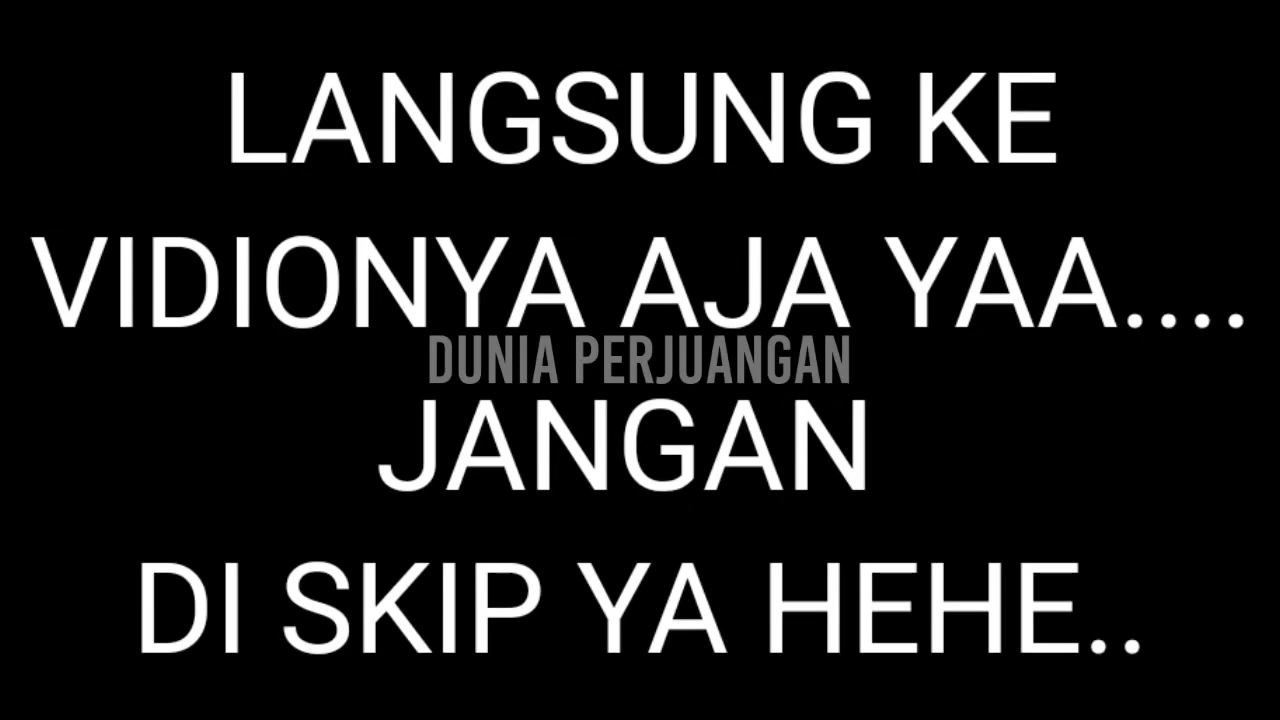 LANGSUNG KE
VIDIONYA AJA YAA....
DUNIA PERJUANGAN
JANGAN
DI SKIP YA HEHE..